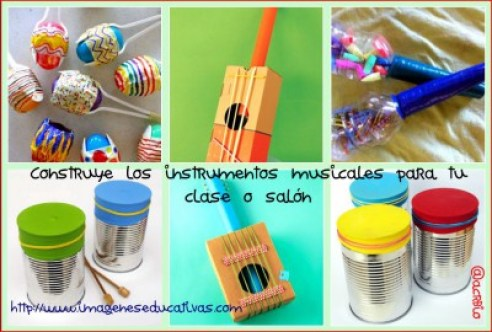 Construye los instrumentos musicales para tu
clase o salón
http://www.imageneseducativas.com